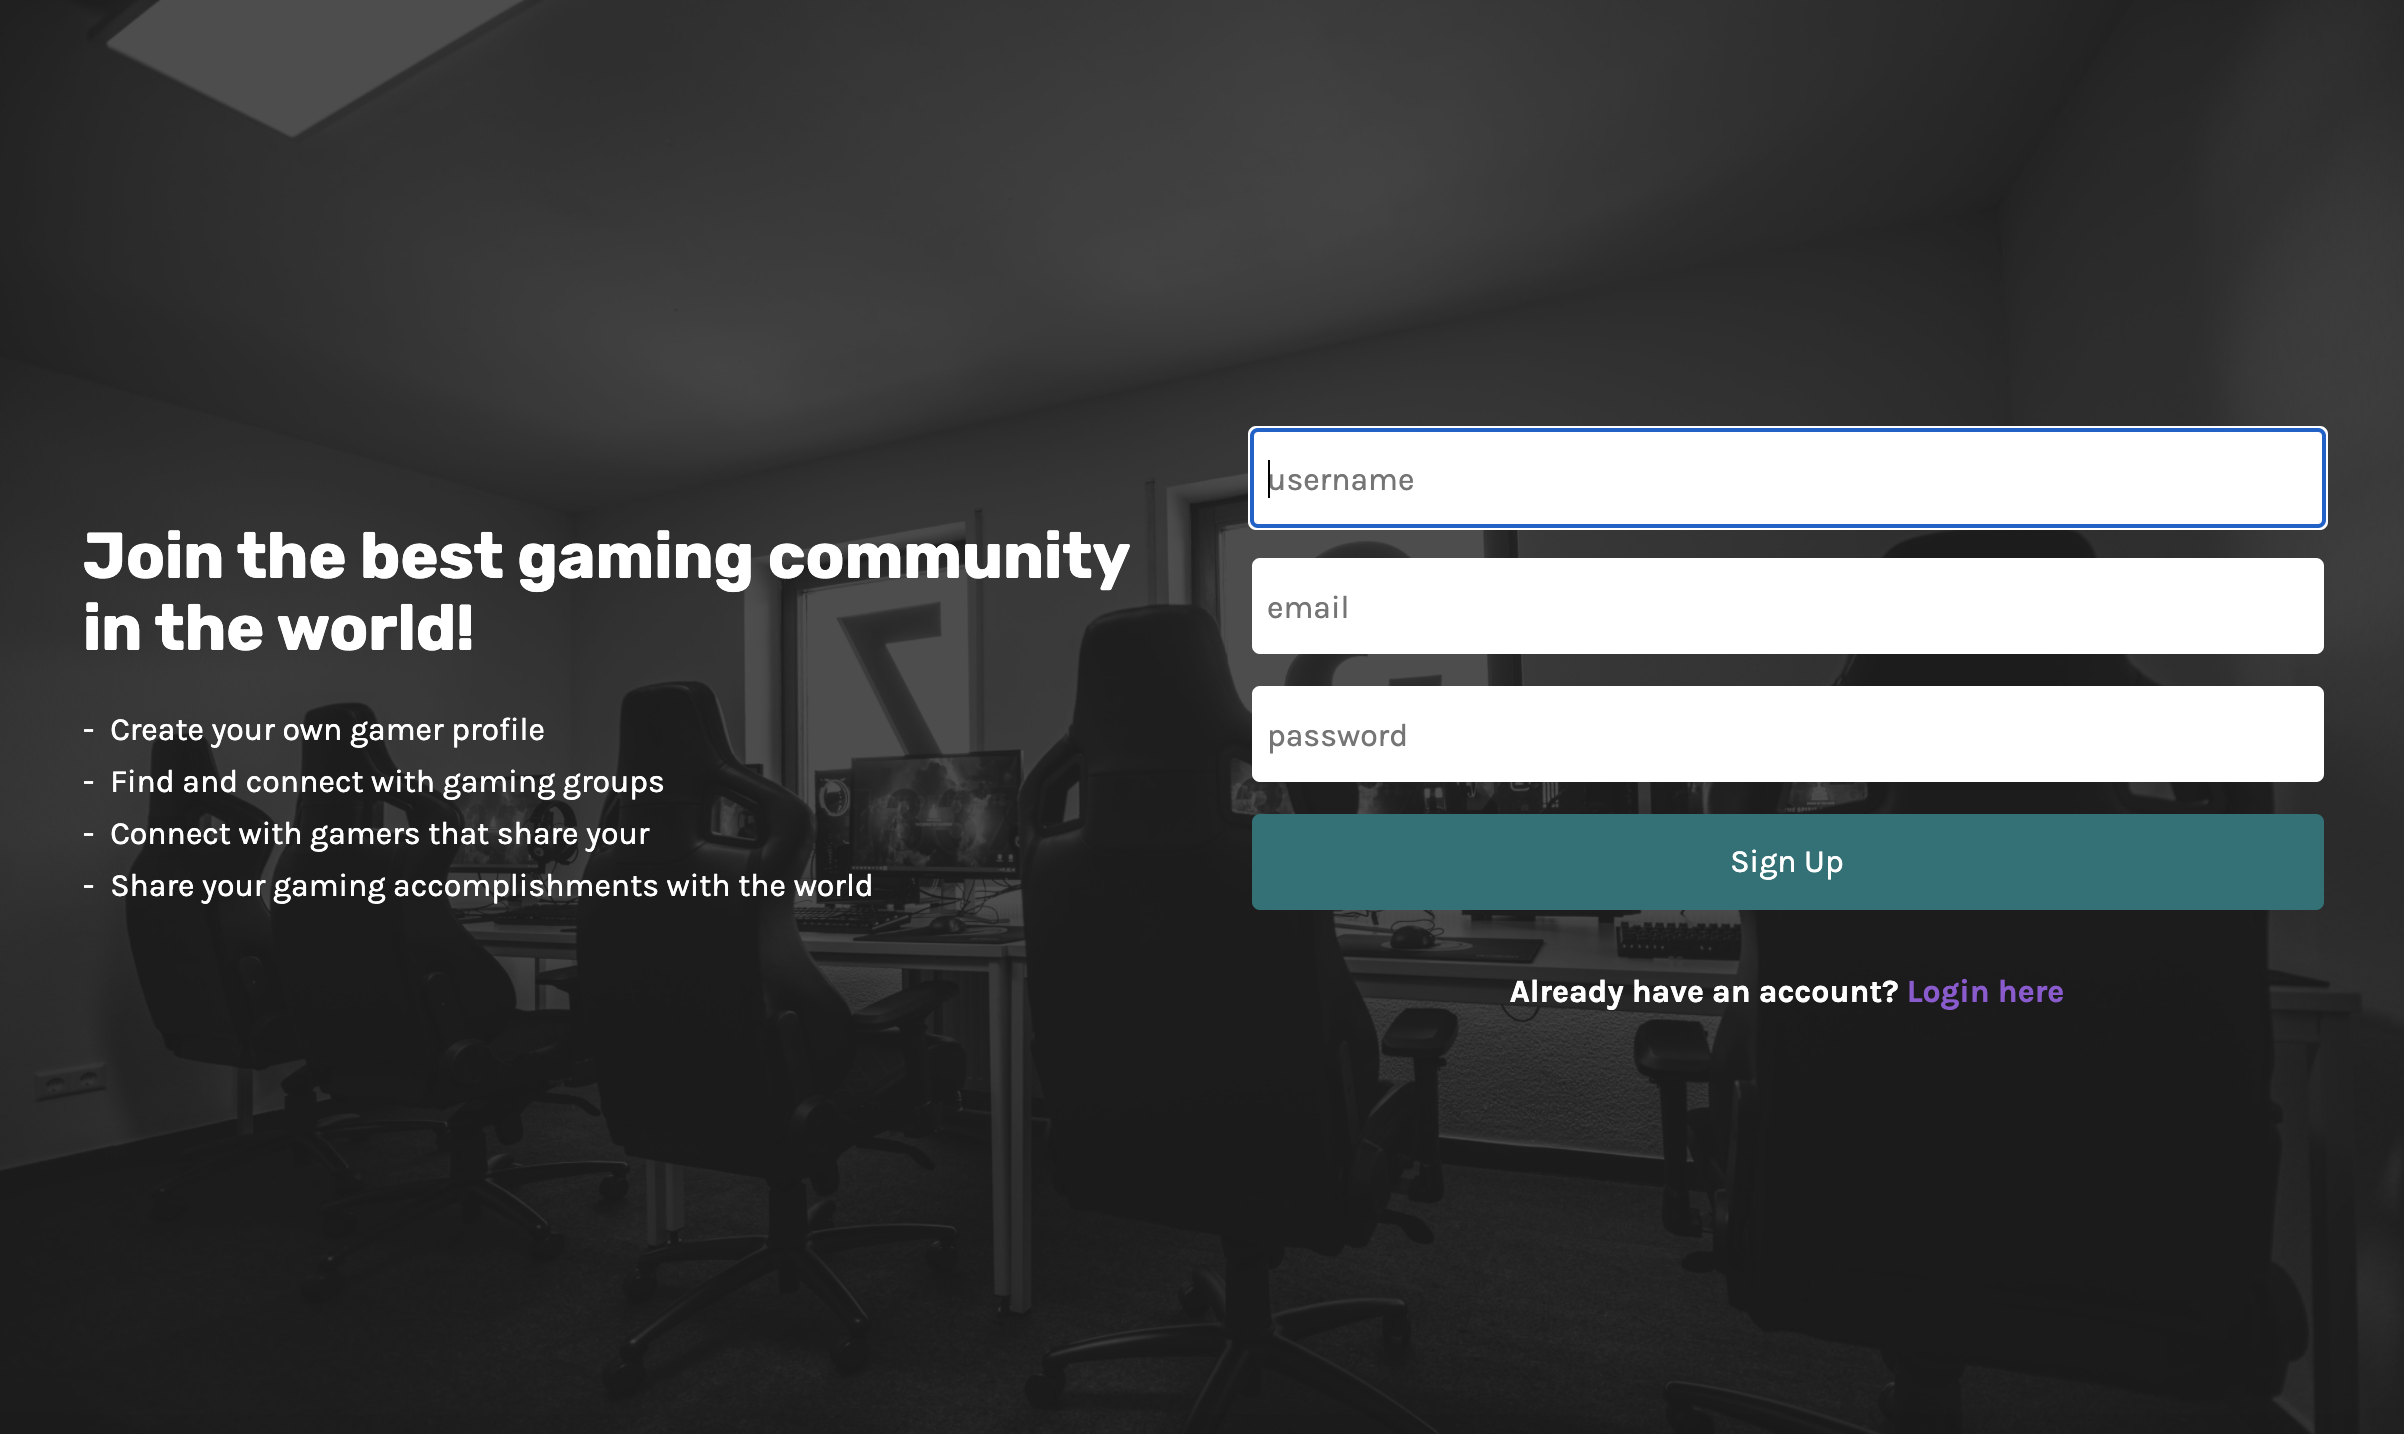 Join the best gaming community
in the world!
- Create your own gamer profile
- Find and connect with gaming groups
- Connect with gamers that share your
- Share your gaming accomplishments with the world
username
email
password
Sign Up
Already have an account? Login here